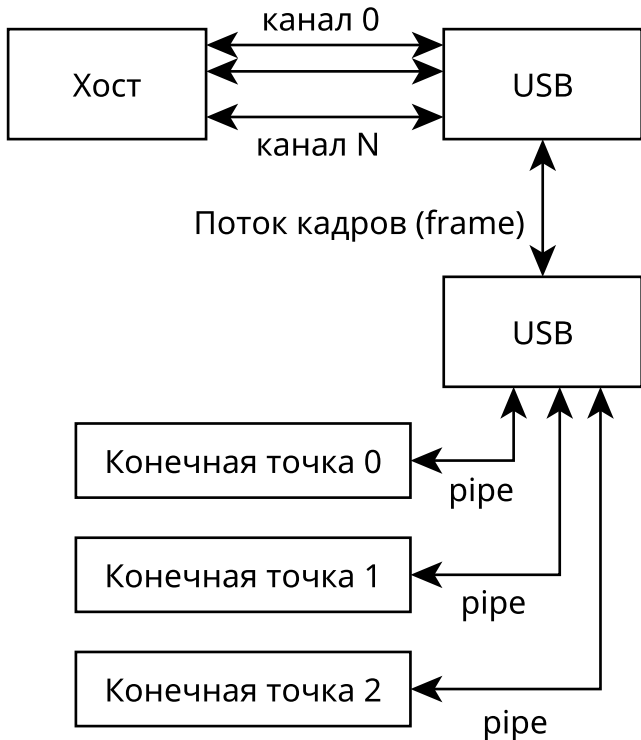 канал 0
Хост
USB
канал N
Поток кадров (frame)
USB
Конечная точка 0
pipe
Конечная точка 1
pipe
Конечная точка 2
pipe